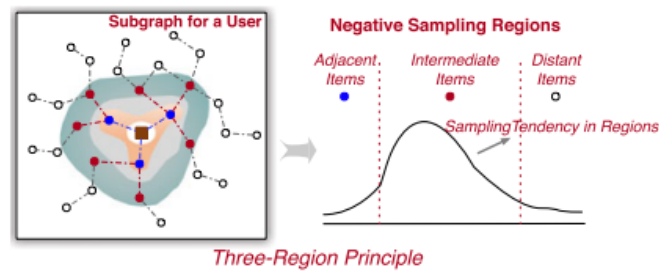 Subgraph for a User
Negative Sampling Regions
Adjacent Items
Intermediate Items
Distant Items
SamplingTendency in Regions
Three-Region Principle